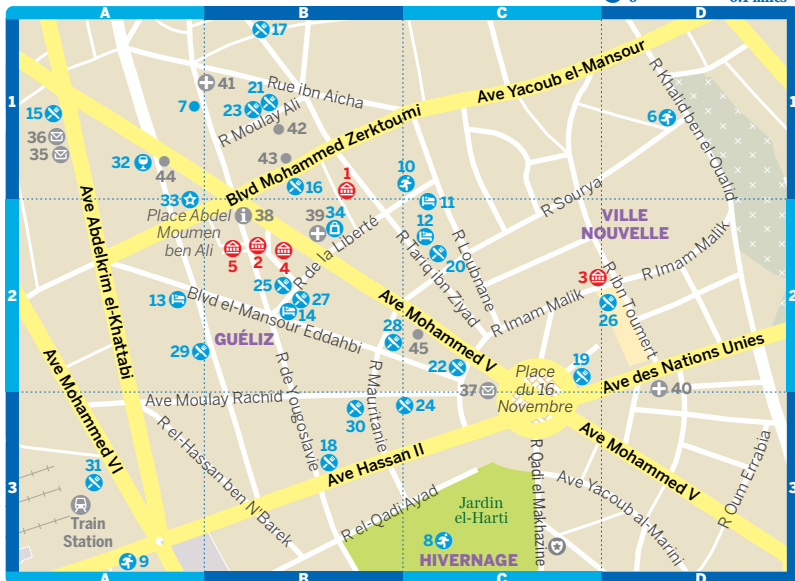 0
0.1 miles
A
B
C
D
17
41
Rue ibn Aicha
Ave Yacoub el-Mansour
R Khalid ben el-Oualid
1
1
15
7
21
23
R Moulay Ali
42
6
36
35
32
44
43
Blvd Mohammed Zerktouni
1
10
16
33
11
Place Abdel
Moumen
ben Ali
38
39
34
12
R Sourya
VILLE
NOUVELLE
5
2
4
R de la Liberté
R Tariq ibn Ziyad
R Loubnane
20
3
R Imam Malik
R Ibn Toumert
Ave Abdelkrim el-Khattabi
2
2
13
25
27
14
Blvd el-Mansour Eddahbi
Ave Mohammed V
R Imam Malik
26
GUÉLIZ
28
45
29
22
19
Place
du 16
Novembre
Ave des Nations Unies
Ave Mohammed VI
R de Yougoslavie
R Mauritanie
37
40
Ave Moulay Rachid
30
24
R el-Hassan ben N'Barek
18
Ave Hassan II
Ave Mohammed V
3
3
31
R Qadi el Makhazine
Ave Yacoub al-Marini
R Oum Errabia
Train
Station
R el-Qadi Ayad
Jardin
el-Harti
8
HIVERNAGE
9
A
B
C
D